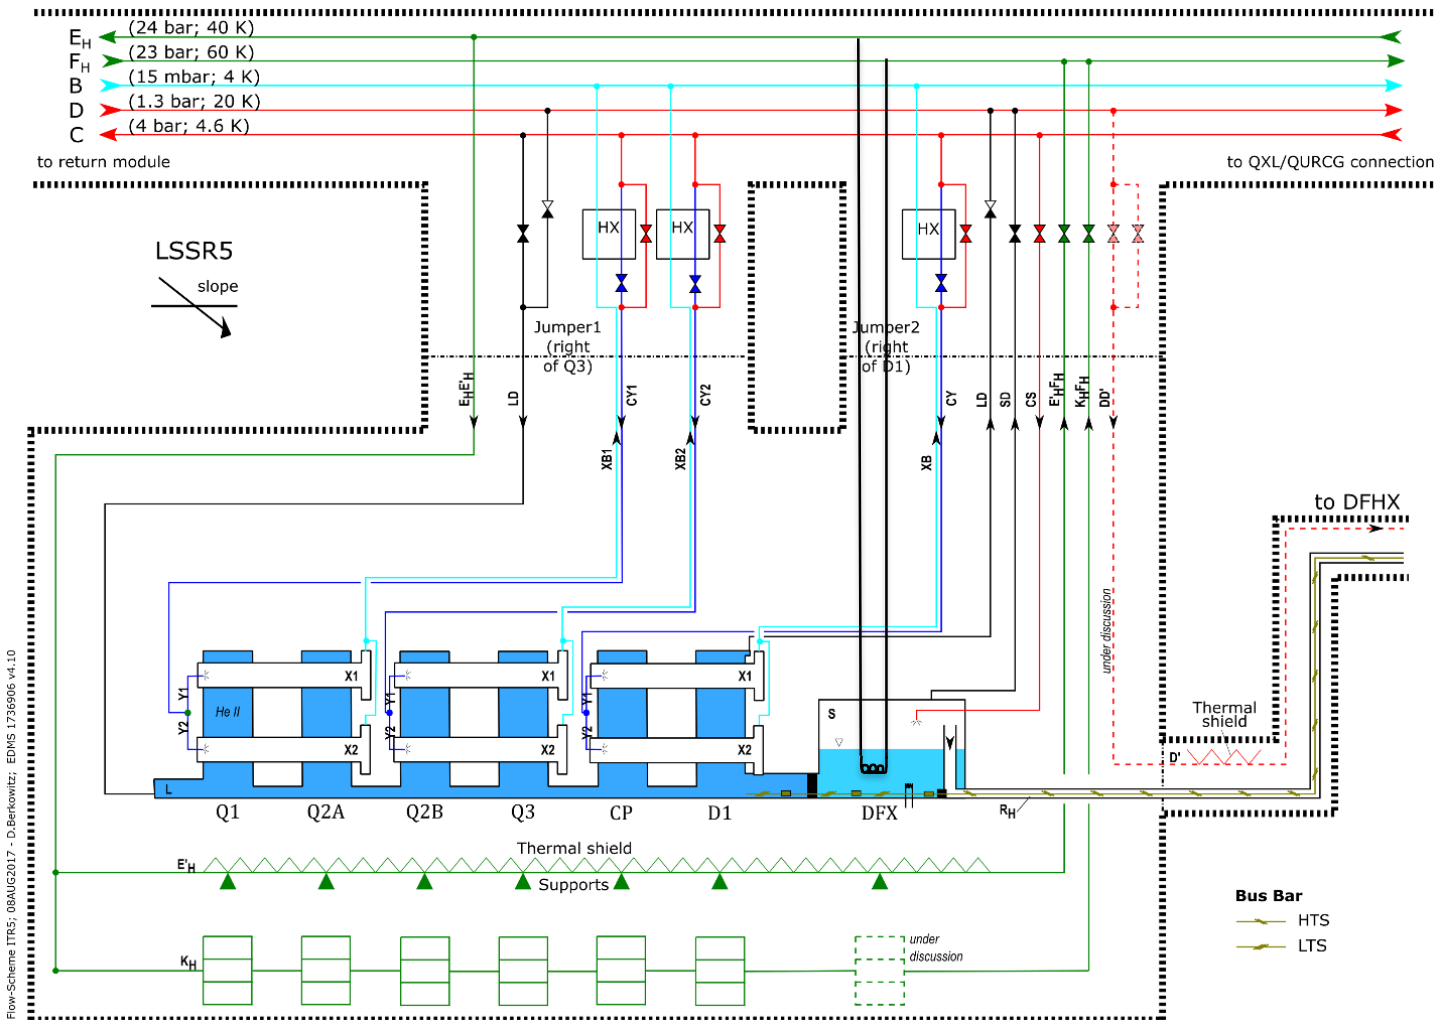 E_H (24 bar; 40 K)
F_H (23 bar; 60 K)
B (15 mbar; 4 K)
D (1.3 bar; 20 K)
C (4 bar; 4.6 K)
to return module
to QXL/QURCG connection
LSSR5
slope
HX HX HX
Jumper1
(right
of Q3)
Jumper2
(right
of D1)
E_HE'_H
LD
CY1
CY2
CY
LD
SD
CS
E'_HF_H
K_HF_H
DD'
XB1
XB2
XB
to DFHX
under discussion
X1
X1
X1
Y1
Y1
Y1
Y2
Y2
Y2
He II
X2
X2
X2
S
L
Thermal
shield
D'
Q1 Q2A Q2B Q3 CP D1 DFX
R_H
Thermal shield
E'_H
Supports
K_H
under
discussion
Bus Bar
HTS
LTS
Flow-Scheme ITR5; 08AUG2017 - D.Berkowitz; EDMS 1736906 v4.10